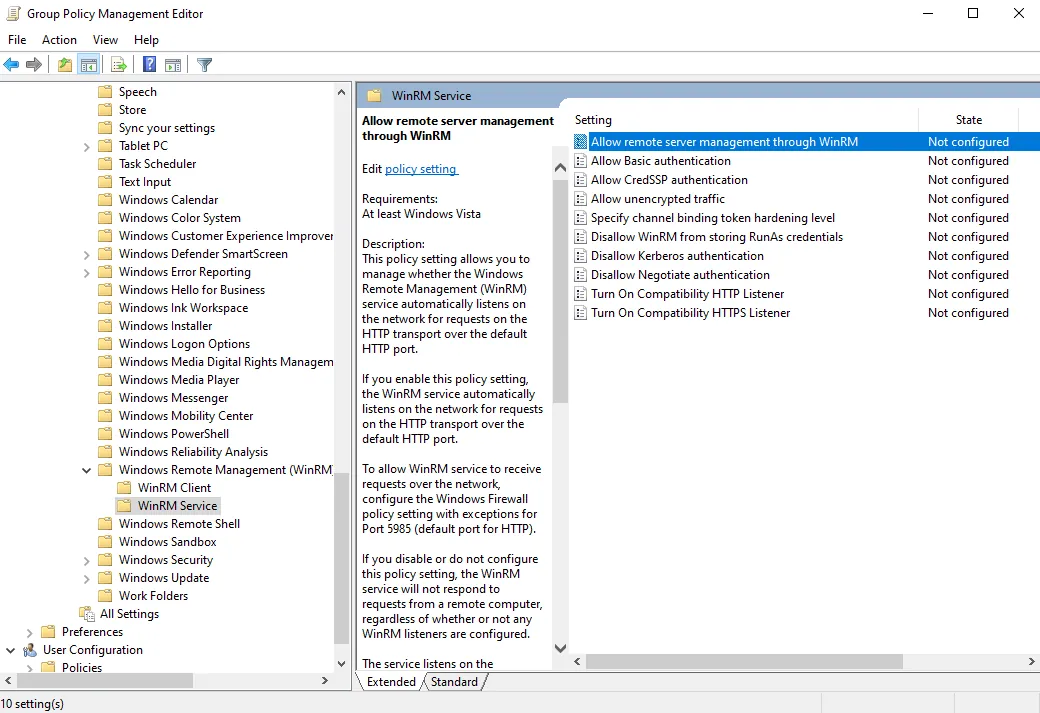 Group Policy Management Editor
File Action View Help
Speech
Store
Sync your settings
Tablet PC
Task Scheduler
Text Input
Windows Calendar
Windows Color System
Windows Customer Experience Improver
Windows Defender SmartScreen
Windows Error Reporting
Windows Hello for Business
Windows Ink Workspace
Windows Installer
Windows Logon Options
Windows Media Digital Rights Managem
Windows Media Player
Windows Messenger
Windows Mobility Center
Windows PowerShell
Windows Reliability Analysis
Windows Remote Management (WinRM)
WinRM Client
WinRM Service
Windows Remote Shell
Windows Sandbox
Windows Security
Windows Update
Work Folders
All Settings
Preferences
User Configuration
Policies
WinRM Service
Allow remote server management
through WinRM
Edit policy setting
Requirements:
At least Windows Vista
Description:
This policy setting allows you to
manage whether the Windows
Remote Management (WinRM)
service automatically listens on
the network for requests on the
HTTP transport over the default
HTTP port.
If you enable this policy setting,
the WinRM service automatically
listens on the network for requests
on the HTTP transport over the
default HTTP port.
To allow WinRM service to receive
requests over the network,
configure the Windows Firewall
policy setting with exceptions for
Port 5985 (default port for HTTP).
If you disable or do not configure
this policy setting, the WinRM
service will not respond to
requests from a remote computer,
regardless of whether or not any
WinRM listeners are configured.
The service listens on the
Setting State
Allow remote server management through WinRM Not configured
Allow Basic authentication Not configured
Allow CredSSP authentication Not configured
Allow unencrypted traffic Not configured
Specify channel binding token hardening level Not configured
Disallow WinRM from storing RunAs credentials Not configured
Disallow Kerberos authentication Not configured
Disallow Negotiate authentication Not configured
Turn On Compatibility HTTP Listener Not configured
Turn On Compatibility HTTPS Listener Not configured
Extended Standard
10 setting(s)